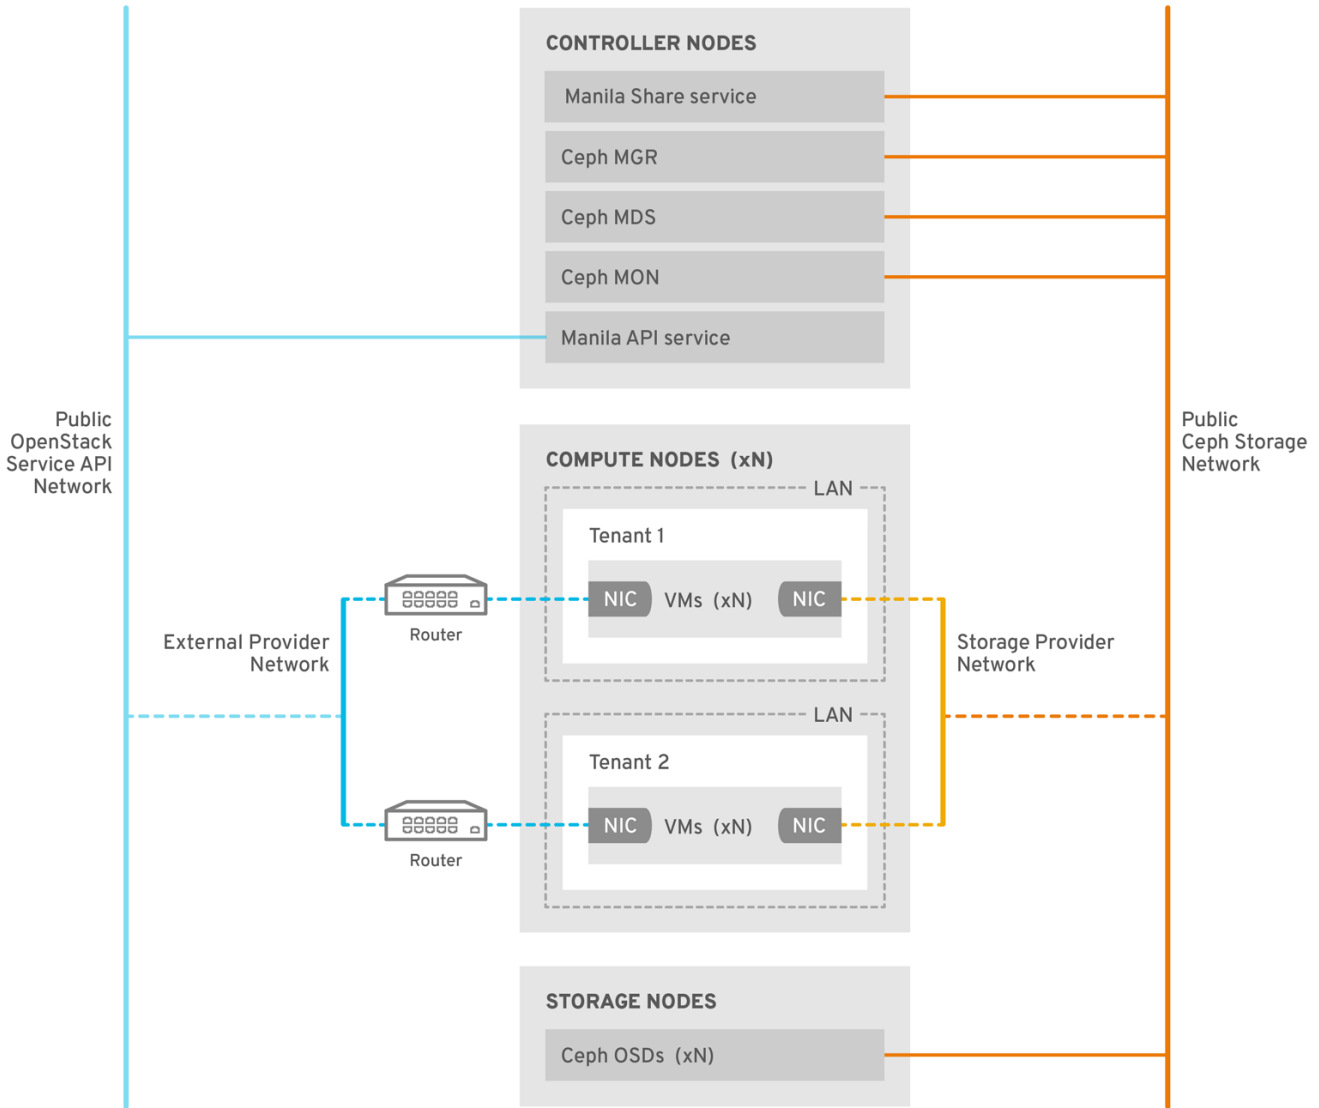 CONTROLLER NODES
Manila Share service
Ceph MGR
Ceph MDS
Ceph MON
Manila API service
Public
OpenStack
Service API
Network
Public
Ceph Storage
Network
COMPUTE NODES (xN)
LAN
Tenant 1
NIC VMs (xN) NIC
Router
External Provider
Network
Storage Provider
Network
LAN
Tenant 2
NIC VMs (xN) NIC
Router
STORAGE NODES
Ceph OSDs (xN)